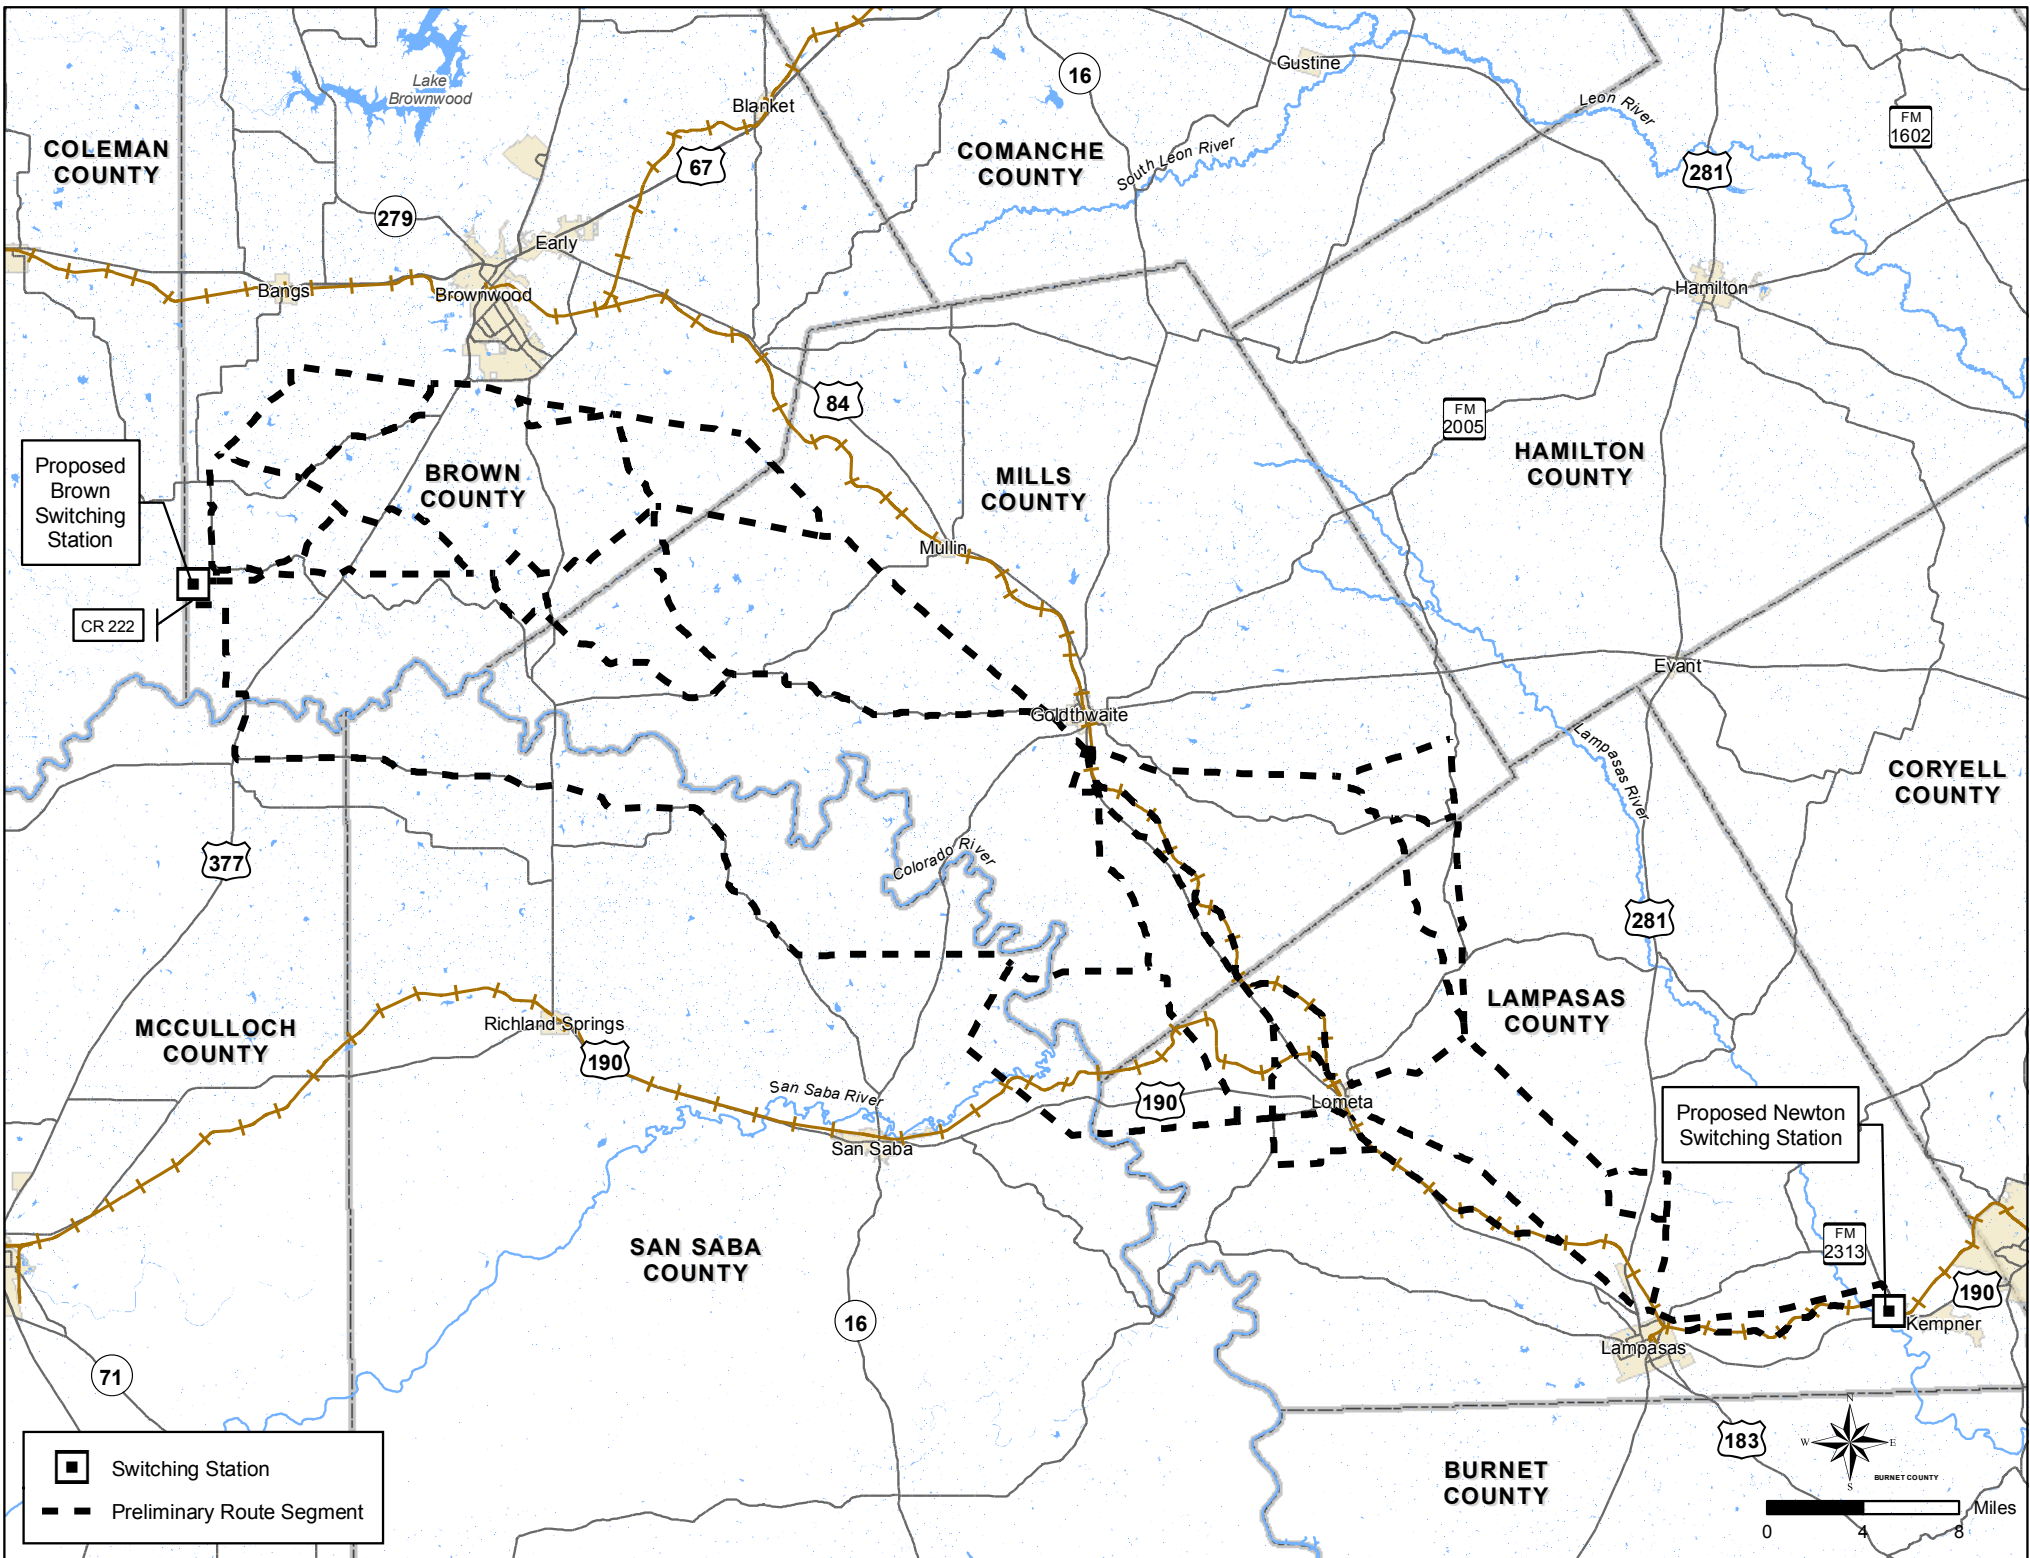 Lake
Brownwood
Gustine
16
Leon River
FM
1602
Blanket
COLEMAN
COUNTY
67
COMANCHE
COUNTY
South Leon River
281
279
Early
Bangs
Brownwood
Hamilton
84
FM
2005
Proposed
Brown
Switching
Station
BROWN
COUNTY
MILLS
COUNTY
HAMILTON
COUNTY
Mullin
CR 222
Evant
Goldthwaite
Lampasas River
CORYELL
COUNTY
377
Colorado River
281
MCCULLOCH
COUNTY
Richland Springs
190
LAMPASAS
COUNTY
San Saba River
190
Lometa
Proposed Newton
Switching Station
San Saba
SAN SABA
COUNTY
FM
2313
190
Kempner
16
Lampasas
71
183
N
W
E
S
BURNET COUNTY
BURNET
COUNTY
Switching Station
Preliminary Route Segment
Miles
0
4
8